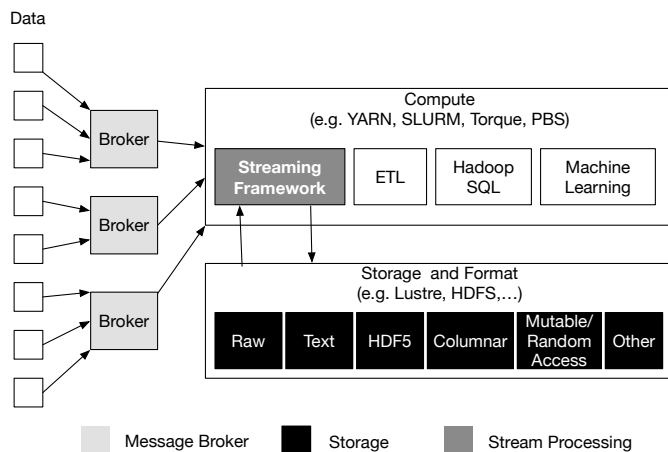 Data
Broker
Broker
Broker
Compute
(e.g. YARN, SLURM, Torque, PBS)
Streaming
Framework
ETL
Hadoop
SQL
Machine
Learning
Storage and Format
(e.g. Lustre, HDFS,...)
Raw
Text
HDF5
Columnar
Mutable/
Random
Access
Other
Message Broker
Storage
Stream Processing